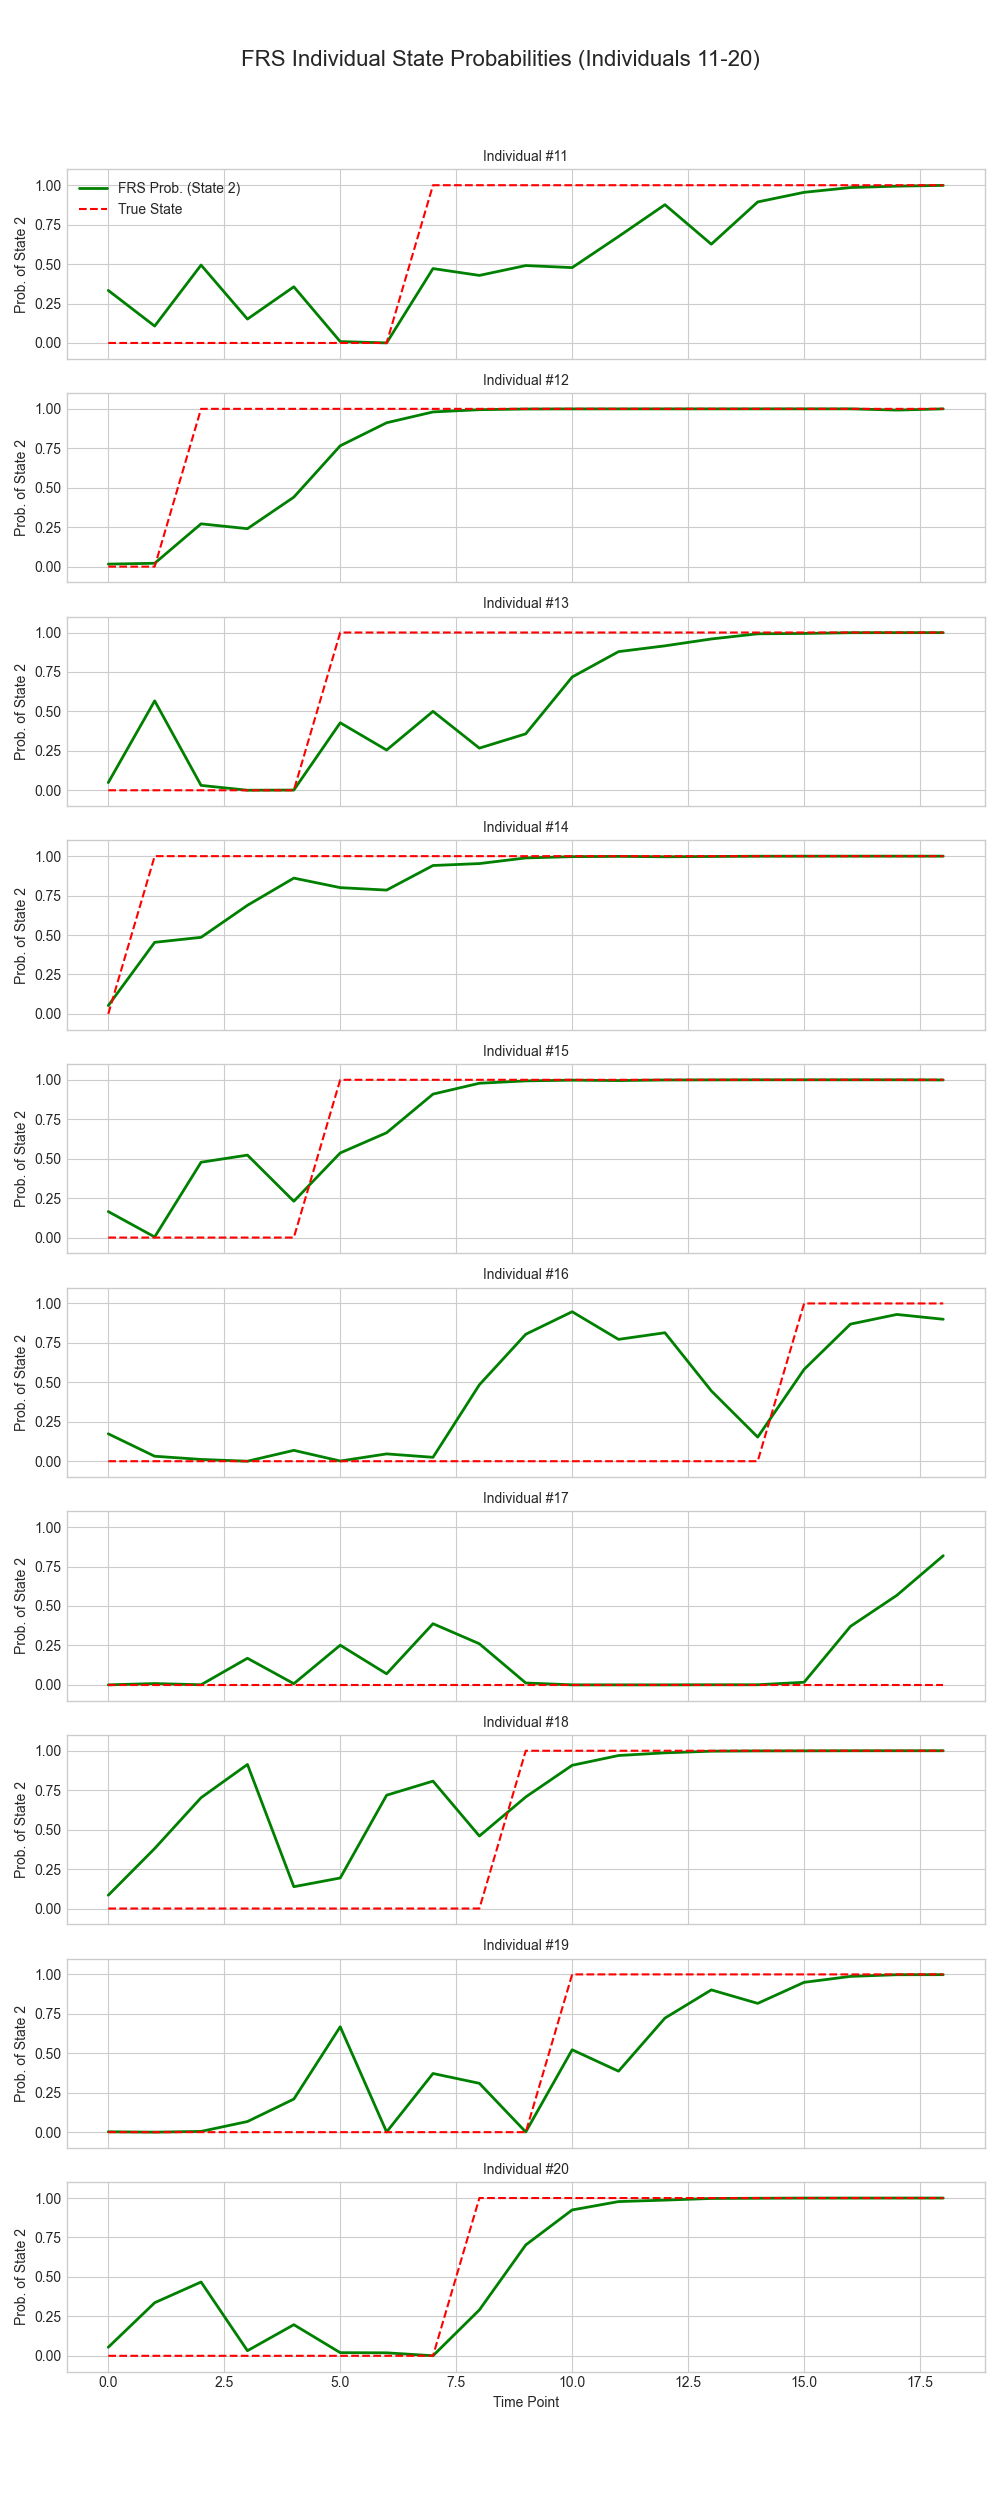 FRS Individual State Probabilities (Individuals 11-20)
Individual #11
1.00
0.75
0.50
0.25
0.00
Prob. of State 2
FRS Prob. (State 2)
True State
Individual #12
1.00
0.75
0.50
0.25
0.00
Prob. of State 2
Individual #13
1.00
0.75
0.50
0.25
0.00
Prob. of State 2
Individual #14
1.00
0.75
0.50
0.25
0.00
Prob. of State 2
Individual #15
1.00
0.75
0.50
0.25
0.00
Prob. of State 2
Individual #16
1.00
0.75
0.50
0.25
0.00
Prob. of State 2
Individual #17
1.00
0.75
0.50
0.25
0.00
Prob. of State 2
Individual #18
1.00
0.75
0.50
0.25
0.00
Prob. of State 2
Individual #19
1.00
0.75
0.50
0.25
0.00
Prob. of State 2
Individual #20
1.00
0.75
0.50
0.25
0.00
Prob. of State 2
0.0 2.5 5.0 7.5 10.0 12.5 15.0 17.5
Time Point